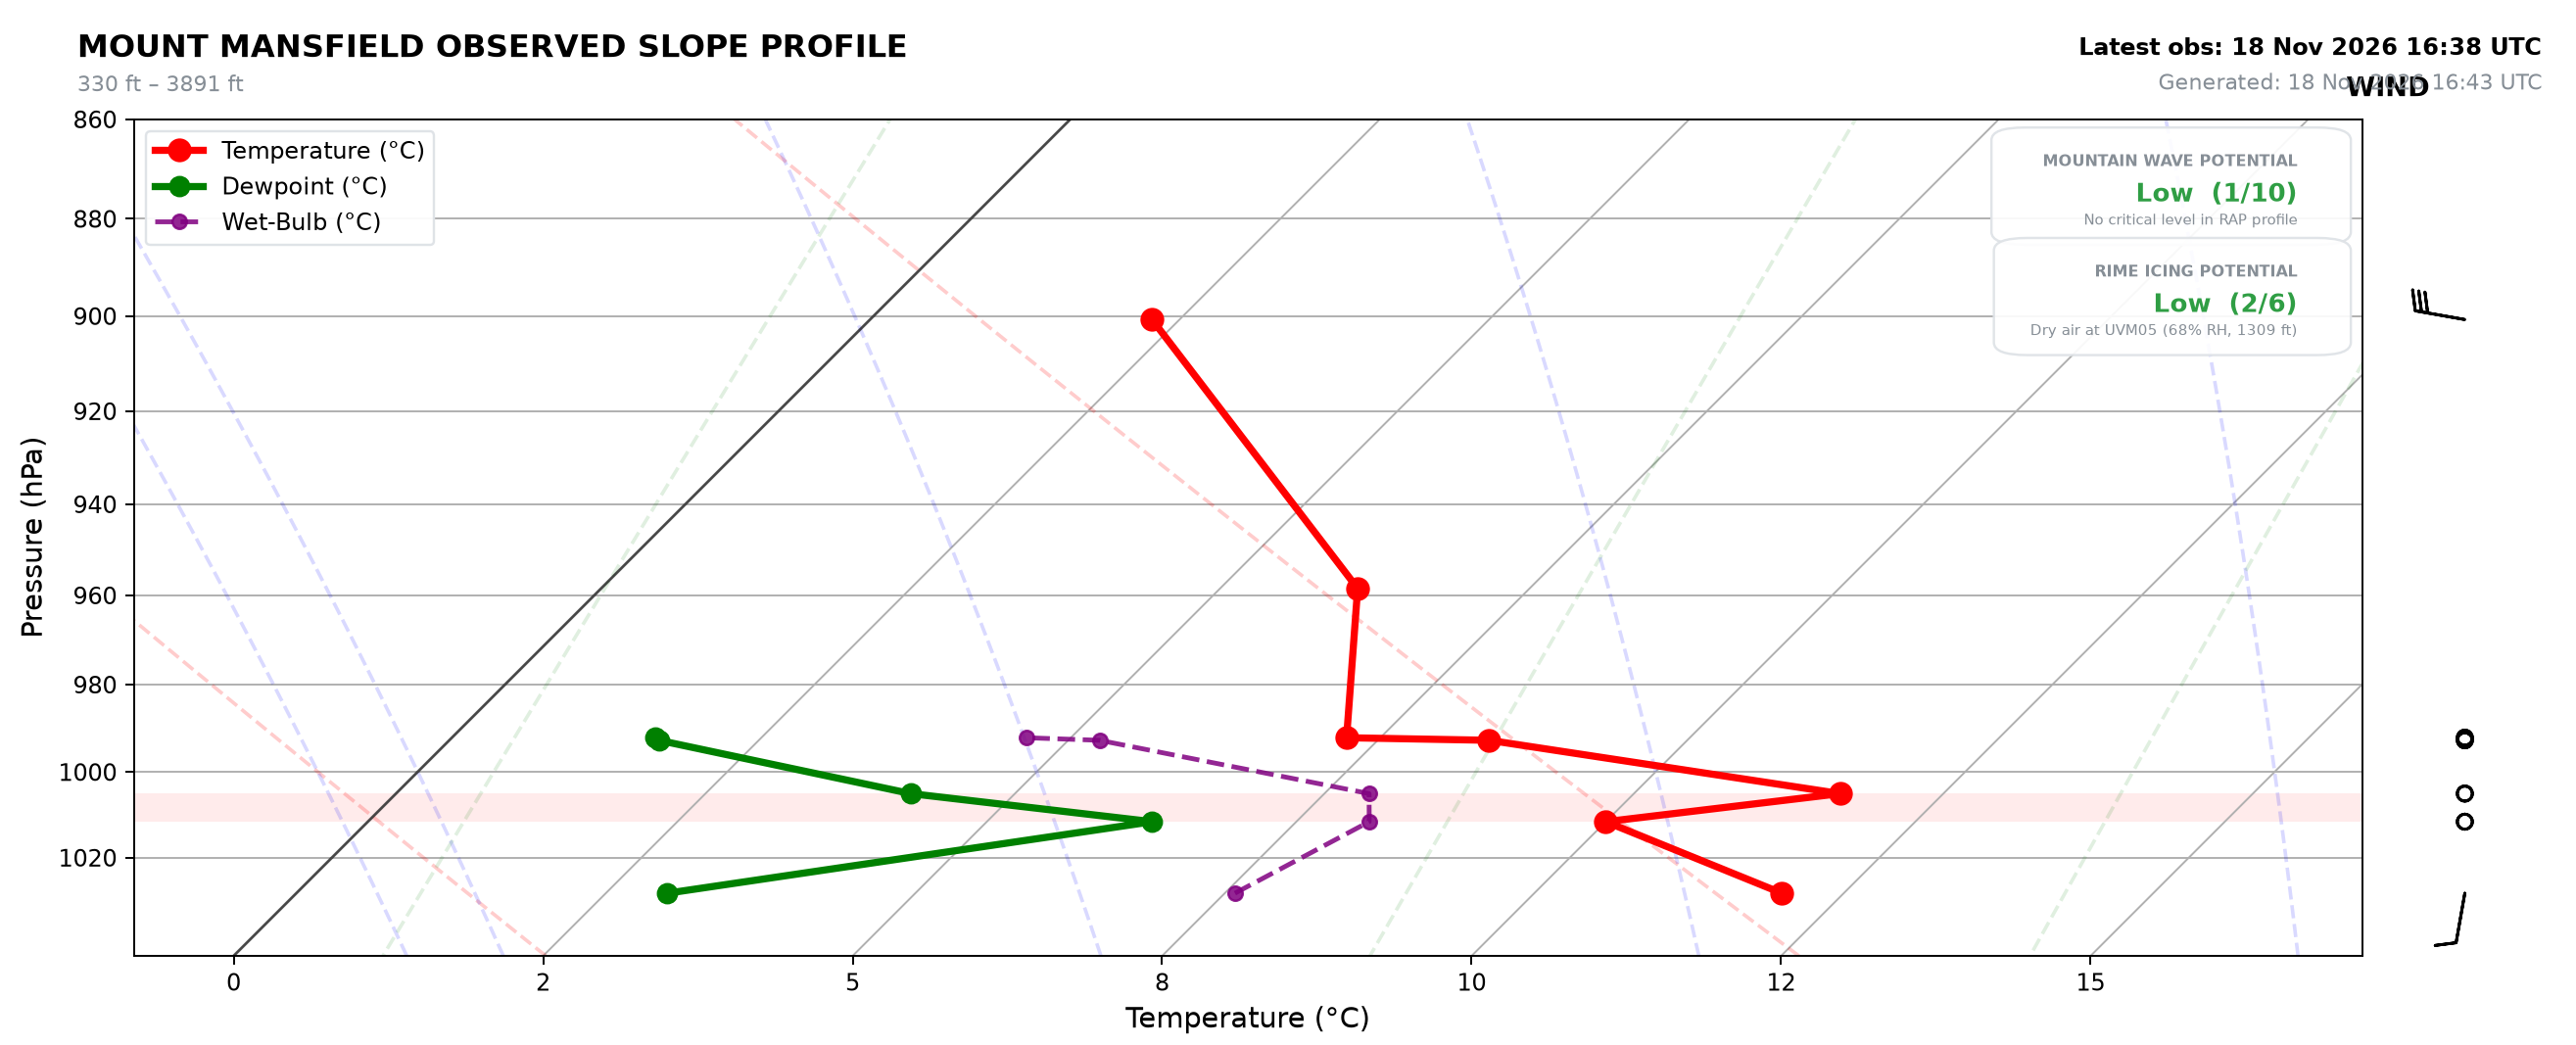 MOUNT MANSFIELD OBSERVED SLOPE PROFILE
330 ft – 3891 ft
Latest obs: 18 Nov 2026 16:38 UTC
Generated: 18 Nov 2026 16:43 UTC
WIND
Temperature (°C)
Dewpoint (°C)
Wet-Bulb (°C)
MOUNTAIN WAVE POTENTIAL
Low (1/10)
No critical level in RAP profile
RIME ICING POTENTIAL
Low (2/6)
Dry air at UVM05 (68% RH, 1309 ft)
Pressure (hPa)
860
880
900
920
940
960
980
1000
1020
0 2 5 8 10 12 15
Temperature (°C)